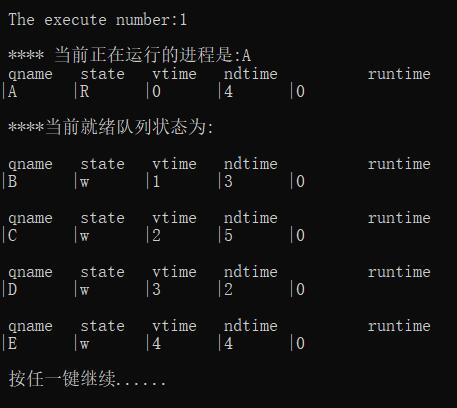 The execute number:1
**** 当前正在运行的进程是:A
qname state vtime ndtime runtime
|A |R |0 |4 |0
****当前就绪队列状态为:
qname state vtime ndtime runtime
|B |w |1 |3 |0
qname state vtime ndtime runtime
|C |w |2 |5 |0
qname state vtime ndtime runtime
|D |w |3 |2 |0
qname state vtime ndtime runtime
|E |w |4 |4 |0
按任一键继续......